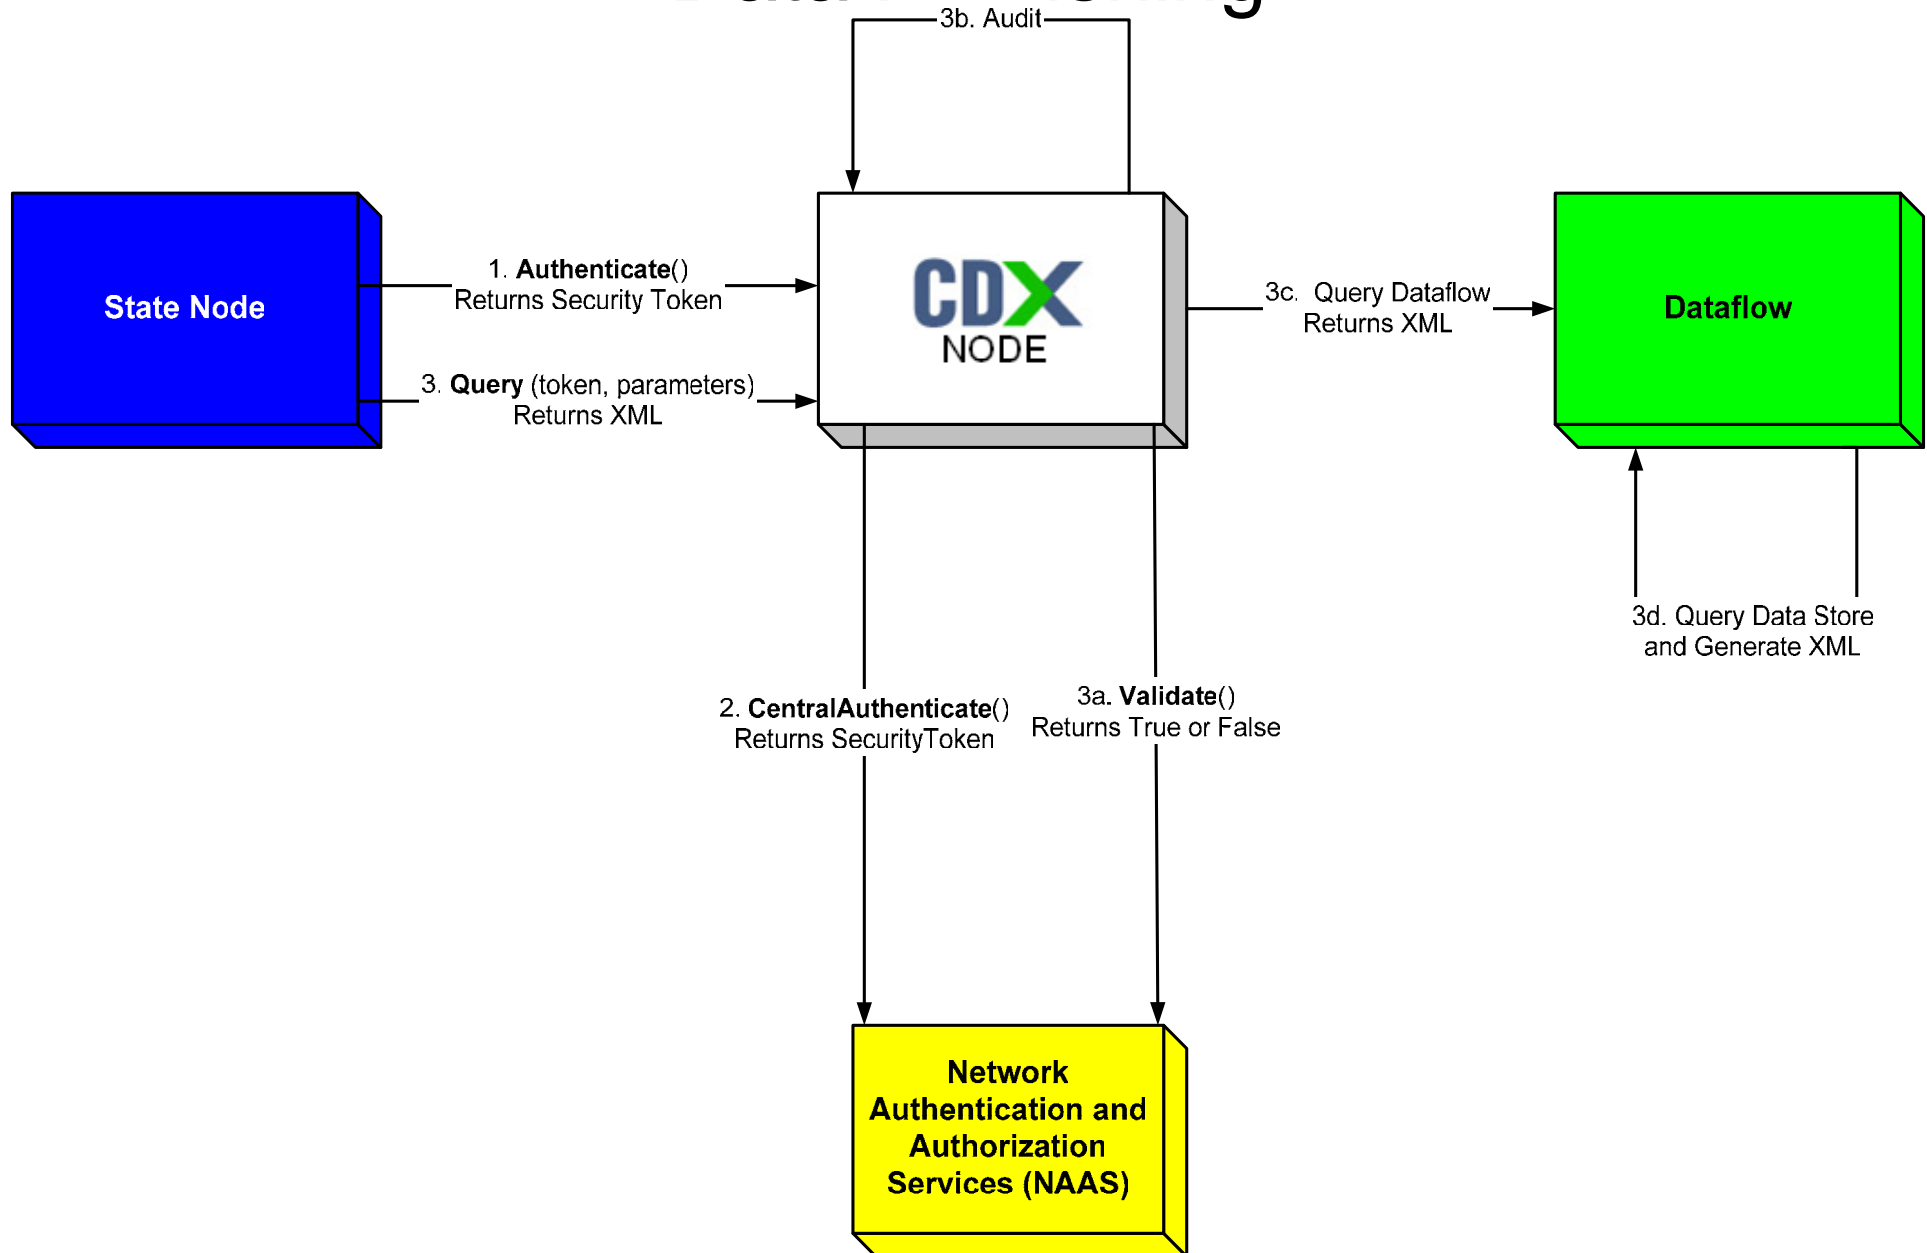 3b. Audit
State Node
1. Authenticate()
Returns Security Token
3. Query (token, parameters)
Returns XML
CDX
NODE
3c. Query Dataflow
Returns XML
Dataflow
3d. Query Data Store
and Generate XML
2. CentralAuthenticate()
Returns SecurityToken
3a. Validate()
Returns True or False
Network
Authentication and
Authorization
Services (NAAS)